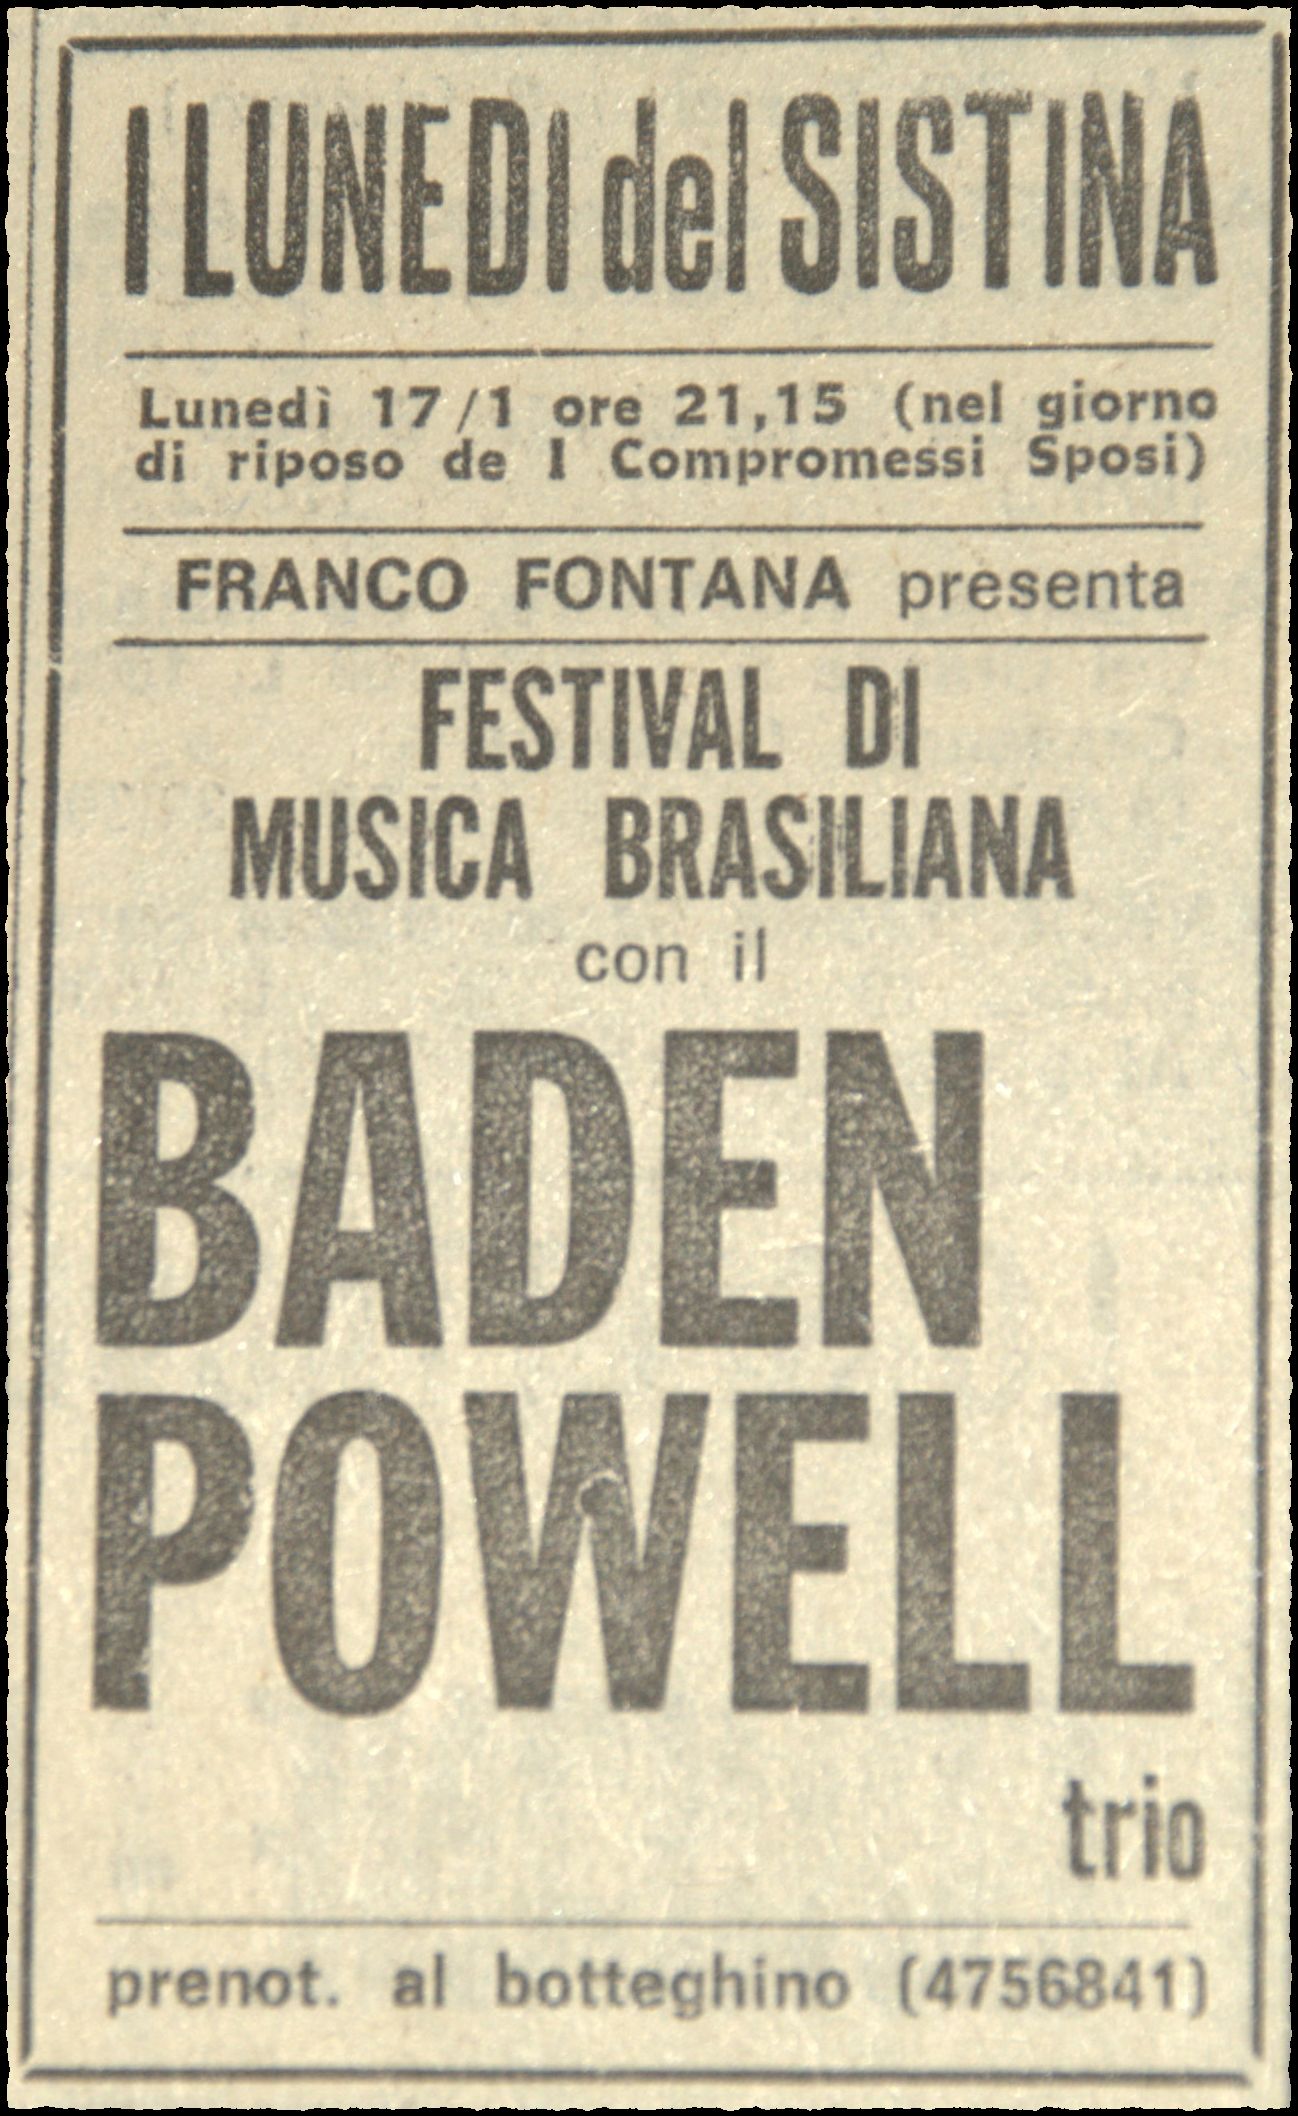 I LUNEDI del SISTINA
Lunedì 17/1 ore 21,15 (nel giorno
di riposo de I Compromessi Sposi)
FRANCO FONTANA presenta
FESTIVAL DI
MUSICA BRASILIANA
con il
BADEN
POWELL
trio
prenot. al botteghino (4756841)